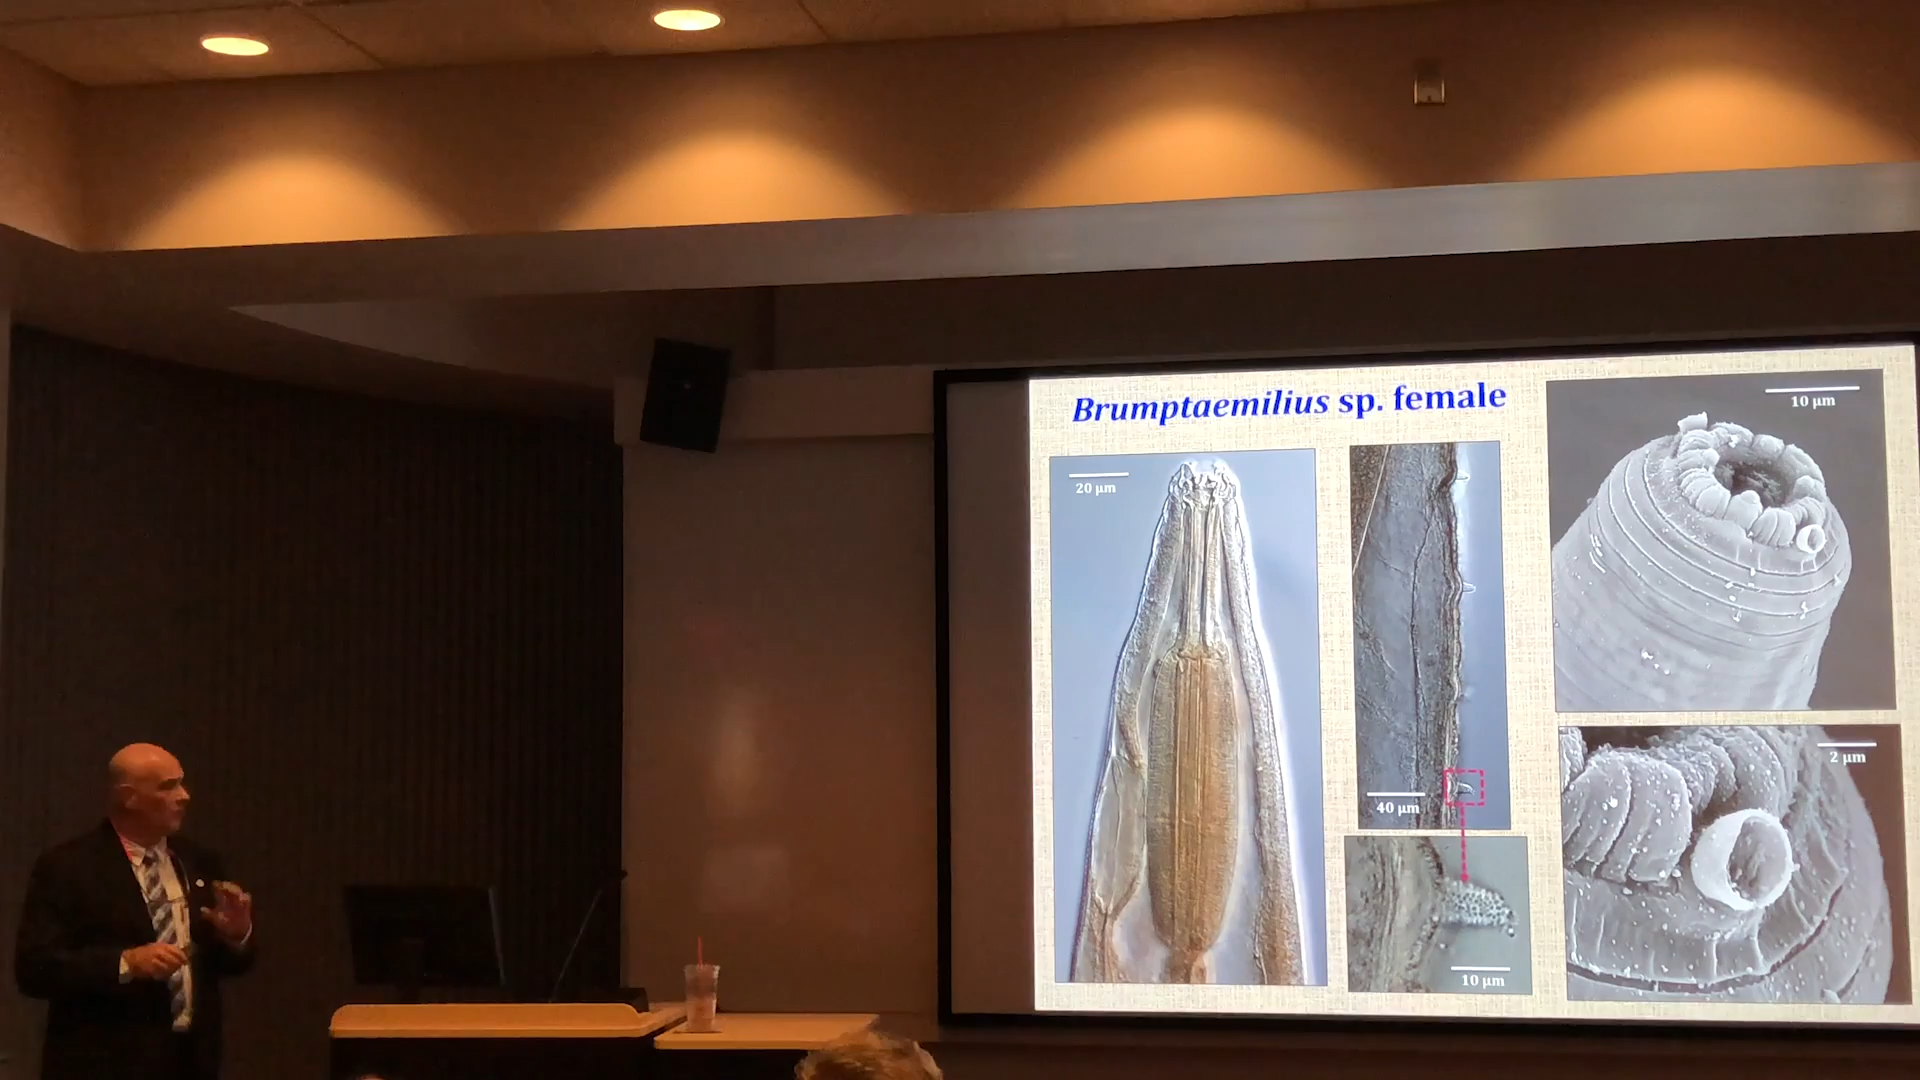 Brumptaemilius sp. female
20 µm
40 µm
10 µm
10 µm
2 µm